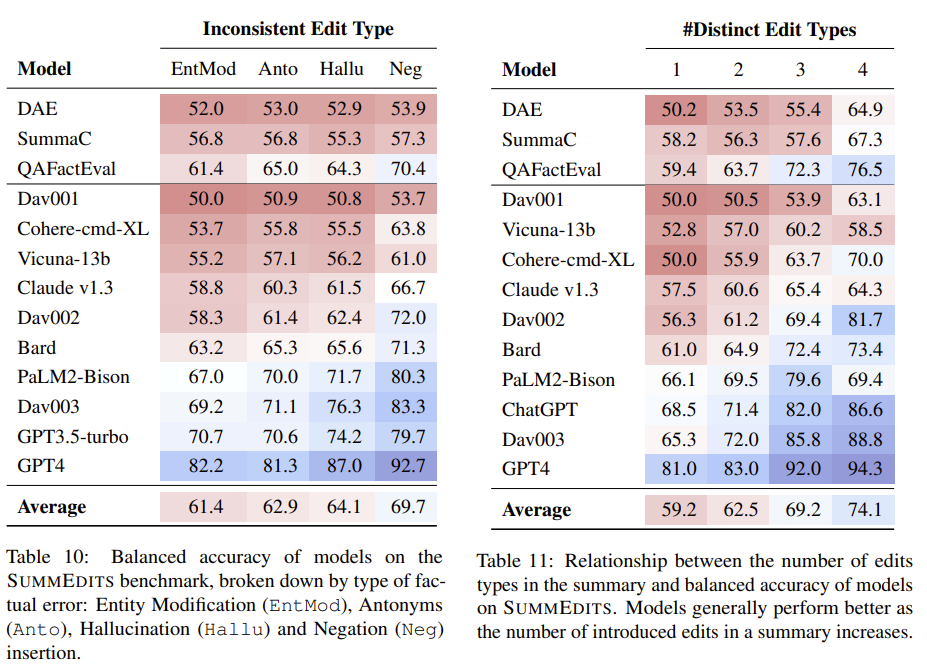 Inconsistent Edit Type
Model EntMod Anto Hallu Neg
DAE 52.0 53.0 52.9 53.9
SummaC 56.8 56.8 55.3 57.3
QAFactEval 61.4 65.0 64.3 70.4
Dav001 50.0 50.9 50.8 53.7
Cohere-cmd-XL 53.7 55.8 55.5 63.8
Vicuna-13b 55.2 57.1 56.2 61.0
Claude v1.3 58.8 60.3 61.5 66.7
Dav002 58.3 61.4 62.4 72.0
Bard 63.2 65.3 65.6 71.3
PaLM2-Bison 67.0 70.0 71.7 80.3
Dav003 69.2 71.1 76.3 83.3
GPT3.5-turbo 70.7 70.6 74.2 79.7
GPT4 82.2 81.3 87.0 92.7
Average 61.4 62.9 64.1 69.7
Table 10: Balanced accuracy of models on the
SUMMEDITS benchmark, broken down by type of fac-
tual error: Entity Modification (EntMod), Antonyms
(Anto), Hallucination (Hallu) and Negation (Neg)
insertion.
#Distinct Edit Types
Model 1 2 3 4
DAE 50.2 53.5 55.4 64.9
SummaC 58.2 56.3 57.6 67.3
QAFactEval 59.4 63.7 72.3 76.5
Dav001 50.0 50.5 53.9 63.1
Vicuna-13b 52.8 57.0 60.2 58.5
Cohere-cmd-XL 50.0 55.9 63.7 70.0
Claude v1.3 57.5 60.6 65.4 64.3
Dav002 56.3 61.2 69.4 81.7
Bard 61.0 64.9 72.4 73.4
PaLM2-Bison 66.1 69.5 79.6 69.4
ChatGPT 68.5 71.4 82.0 86.6
Dav003 65.3 72.0 85.8 88.8
GPT4 81.0 83.0 92.0 94.3
Average 59.2 62.5 69.2 74.1
Table 11: Relationship between the number of edits
types in the summary and balanced accuracy of models
on SUMMEDITS. Models generally perform better as
the number of introduced edits in a summary increases.